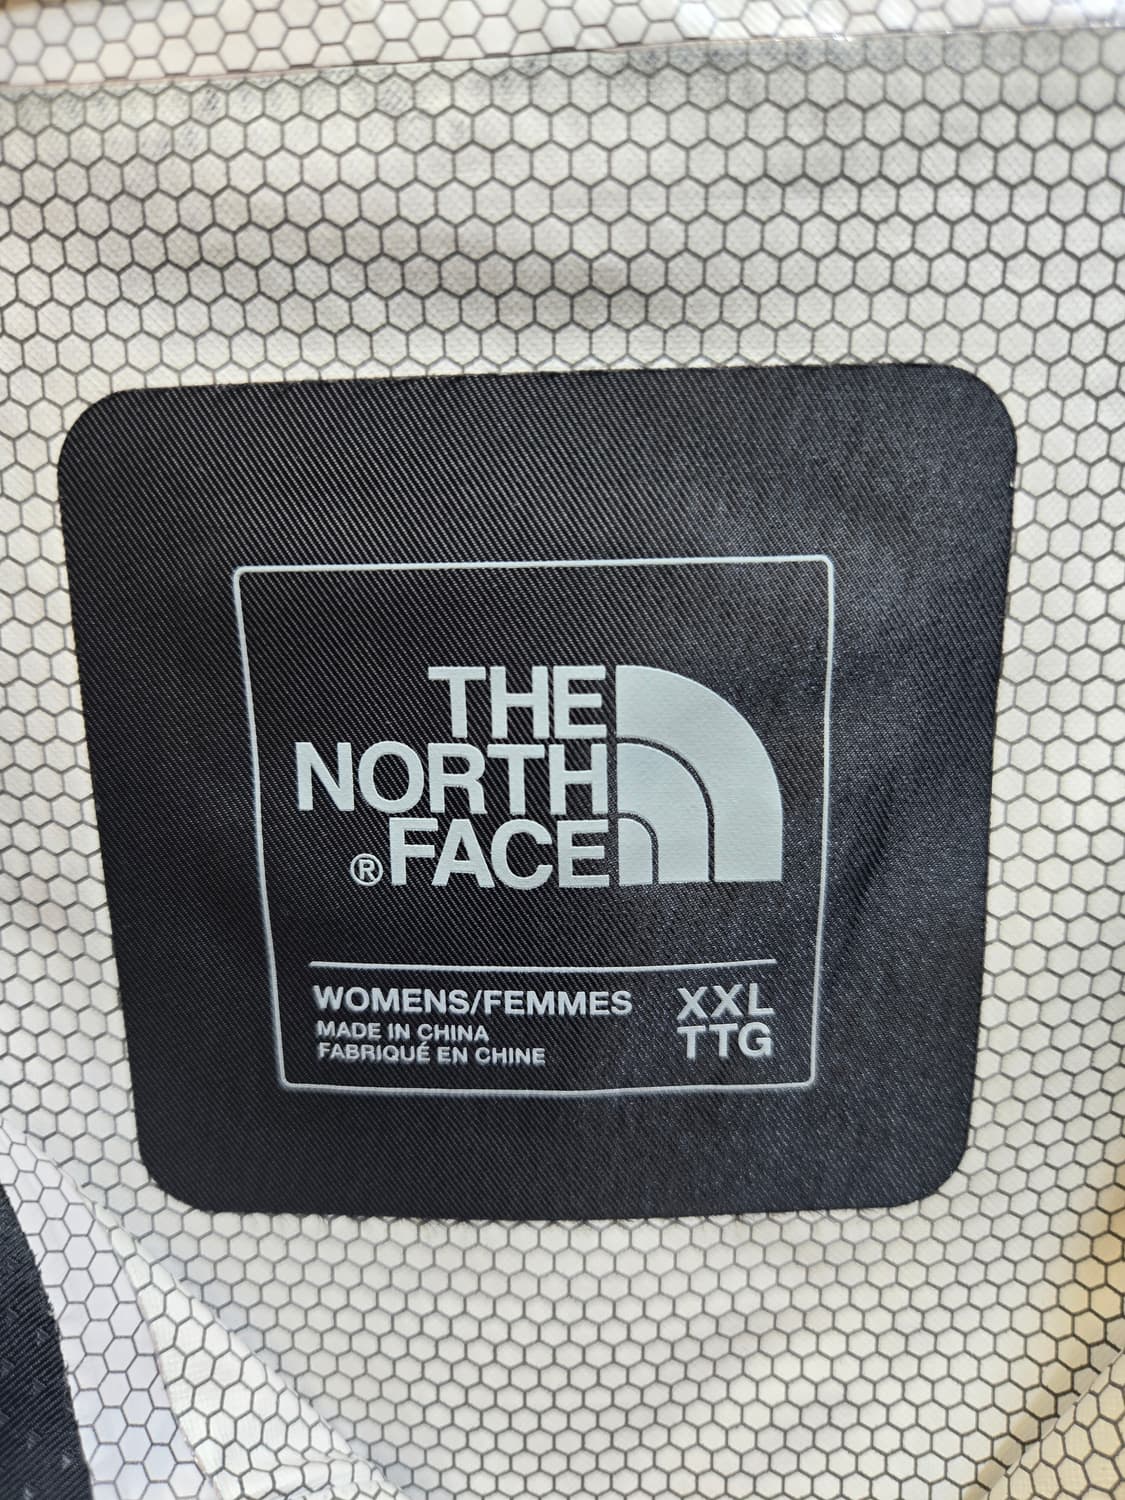 THE
NORTH
® FACE
WOMENS/FEMMES
MADE IN CHINA
FABRIQUÉ EN CHINE
XXL
TTG